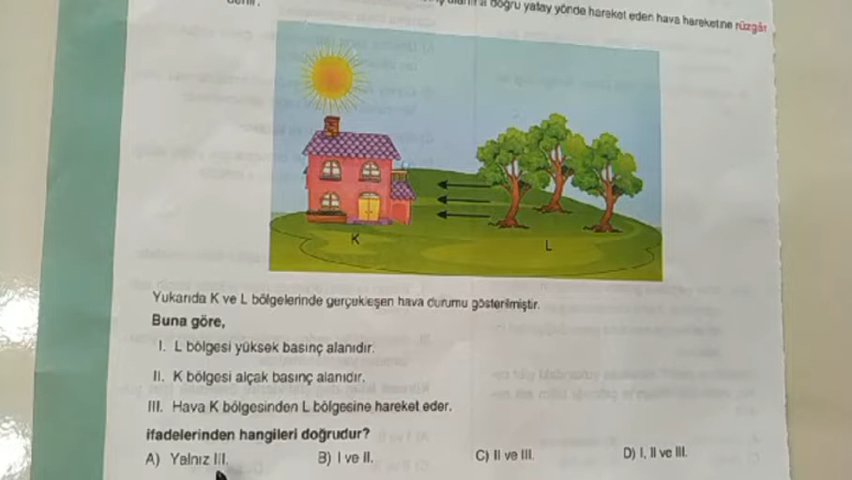 doğru yatay yönde hareket eden hava hareketine rüzgâr
K
L
Yukarıda K ve L bölgelerinde gerçekleşen hava durumu gösterilmiştir.
Buna göre,
I. L bölgesi yüksek basınç alanıdır.
II. K bölgesi alçak basınç alanıdır.
III. Hava K bölgesinden L bölgesine hareket eder.
ifadelerinden hangileri doğrudur?
A) Yalnız III. B) I ve II. C) II ve III. D) I, II ve III.